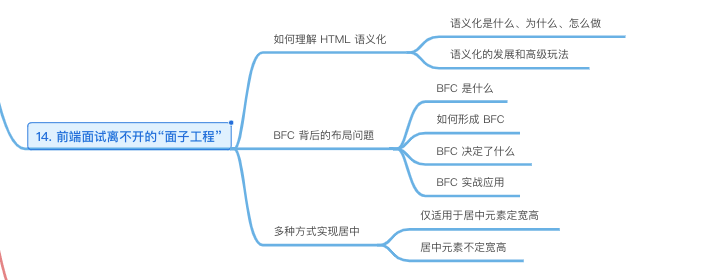 14. 前端面试离不开的“面子工程”
如何理解 HTML 语义化
语义化是什么、为什么、怎么做
语义化的发展和高级玩法
BFC 背后的布局问题
BFC 是什么
如何形成 BFC
BFC 决定了什么
BFC 实战应用
多种方式实现居中
仅适用于居中元素定宽高
居中元素不定宽高